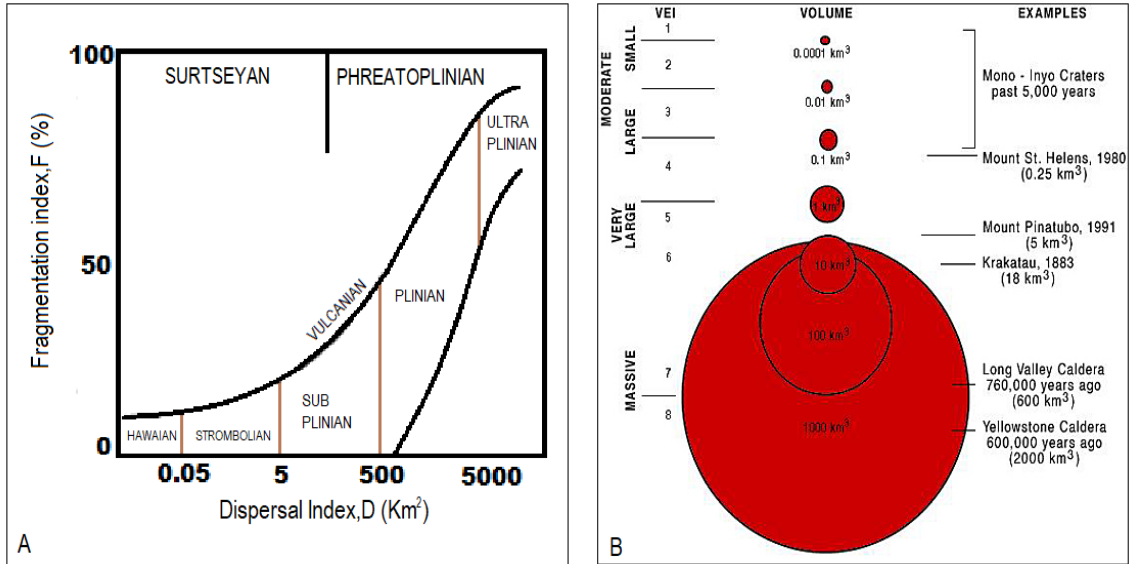 100
SURTSEYAN
PHREATOPLINIAN
ULTRA
PLINIAN
Fragmentation index,F (%)
50
VULCANIAN
PLINIAN
SUB
PLINIAN
HAWAIAN
STROMBOLIAN
0
0.05
5
500
5000
Dispersal Index,D (Km²)
A
VEI
VOLUME
EXAMPLES
SMALL
MODERATE
LARGE
VERY
LARGE
MASSIVE
1
2
3
4
5
6
7
8
0.0001 km³
0.01 km³
0.1 km³
1 km³
10 km³
100 km³
1000 km³
Mono - Inyo Craters
past 5,000 years
Mount St. Helens, 1980
(0.25 km³)
Mount Pinatubo, 1991
(5 km³)
Krakatau, 1883
(18 km³)
Long Valley Caldera
760,000 years ago
(600 km³)
Yellowstone Caldera
600,000 years ago
(2000 km³)
B